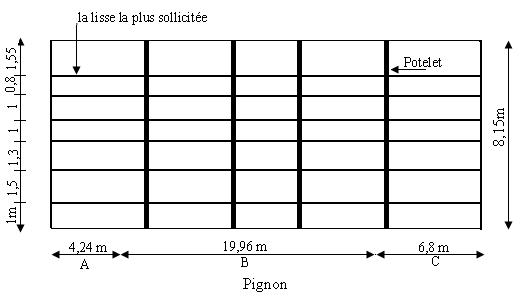 la lisse la plus sollicitée
Potelet
1,55
0,8
1
1
1,3
1,5
1m
8,15m
4,24 m
19,96 m
6,8 m
A
B
C
Pignon